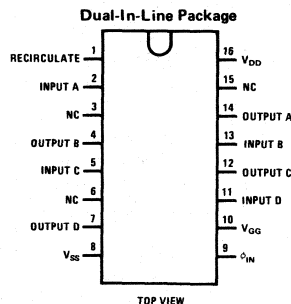 Dual-In-Line Package
RECIRCULATE 1
16 VDD
INPUT A 2
15 NC
NC 3
14 OUTPUT A
OUTPUT B 4
13 INPUT B
INPUT C 5
12 OUTPUT C
NC 6
11 INPUT D
OUTPUT D 7
10 VGG
VSS 8
9 ϕIN
TOP VIEW